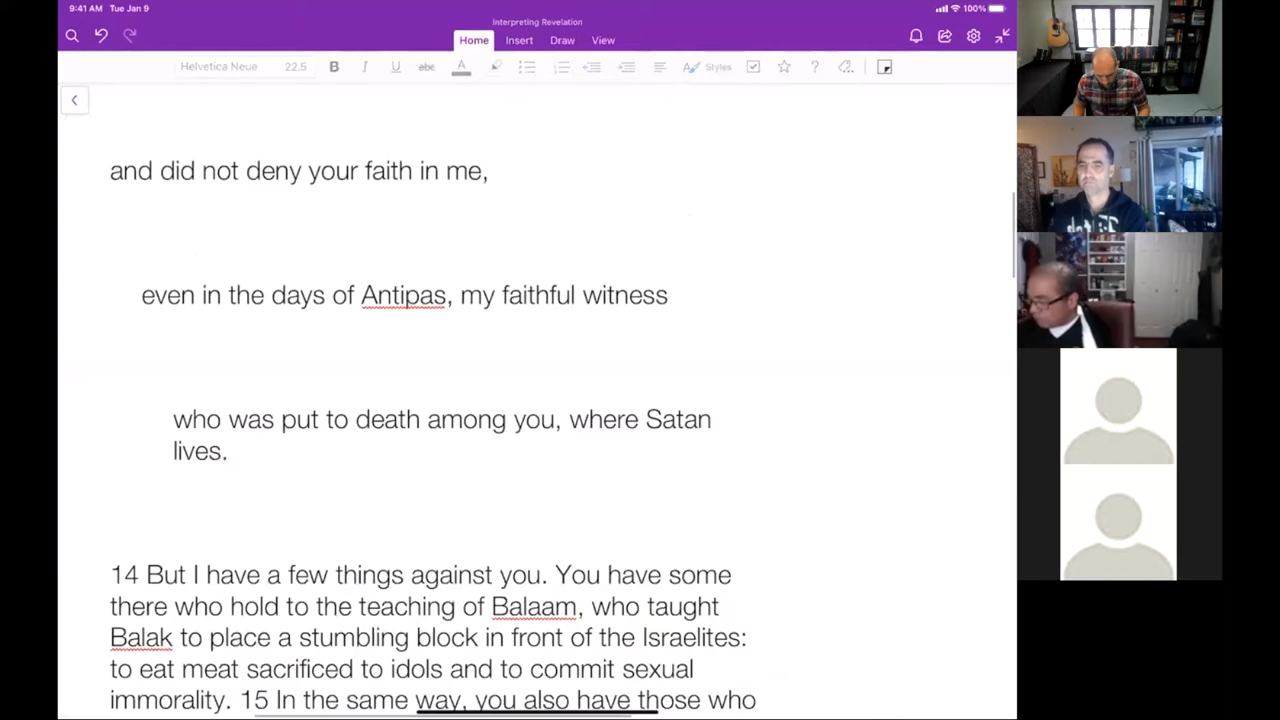 9:41 AM Tue Jan 9
100%
Interpreting Revelation
Home Insert Draw View
Helvetica Neue 22.5 B I U abc A Styles ?
and did not deny your faith in me,
even in the days of Antipas, my faithful witness
who was put to death among you, where Satan
lives.
14 But I have a few things against you. You have some
there who hold to the teaching of Balaam, who taught
Balak to place a stumbling block in front of the Israelites:
to eat meat sacrificed to idols and to commit sexual
immorality. 15 In the same way, you also have those who